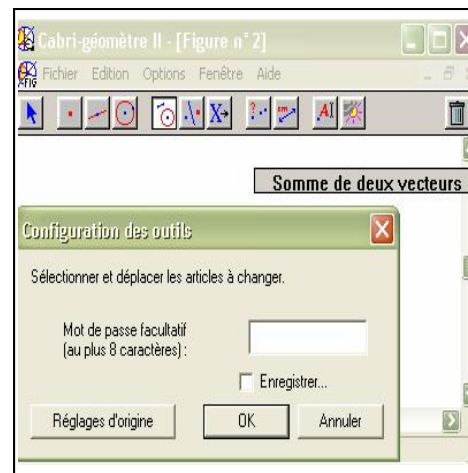 Cabri-géomètre II - [Figure n° 2]
Fichier Edition Options Fenêtre Aide
Somme de deux vecteurs
Configuration des outils
Sélectionner et déplacer les articles à changer.
Mot de passe facultatif
(au plus 8 caractères) :
Enregistrer...
Réglages d'origine OK Annuler